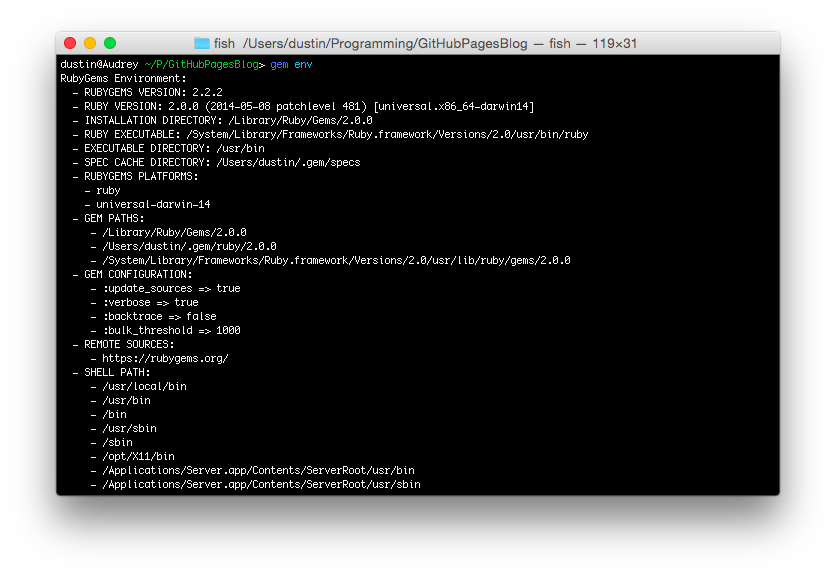 fish /Users/dustin/Programming/GitHubPagesBlog — fish — 119×31
dustin@Audrey ~/P/GitHubPagesBlog> gem env
RubyGems Environment:
  - RUBYGEMS VERSION: 2.2.2
  - RUBY VERSION: 2.0.0 (2014-05-08 patchlevel 481) [universal.x86_64-darwin14]
  - INSTALLATION DIRECTORY: /Library/Ruby/Gems/2.0.0
  - RUBY EXECUTABLE: /System/Library/Frameworks/Ruby.framework/Versions/2.0/usr/bin/ruby
  - EXECUTABLE DIRECTORY: /usr/bin
  - SPEC CACHE DIRECTORY: /Users/dustin/.gem/specs
  - RUBYGEMS PLATFORMS:
    - ruby
    - universal-darwin-14
  - GEM PATHS:
     - /Library/Ruby/Gems/2.0.0
     - /Users/dustin/.gem/ruby/2.0.0
     - /System/Library/Frameworks/Ruby.framework/Versions/2.0/usr/lib/ruby/gems/2.0.0
  - GEM CONFIGURATION:
     - :update_sources => true
     - :verbose => true
     - :backtrace => false
     - :bulk_threshold => 1000
  - REMOTE SOURCES:
     - https://rubygems.org/
  - SHELL PATH:
     - /usr/local/bin
     - /usr/bin
     - /bin
     - /usr/sbin
     - /sbin
     - /opt/X11/bin
     - /Applications/Server.app/Contents/ServerRoot/usr/bin
     - /Applications/Server.app/Contents/ServerRoot/usr/sbin